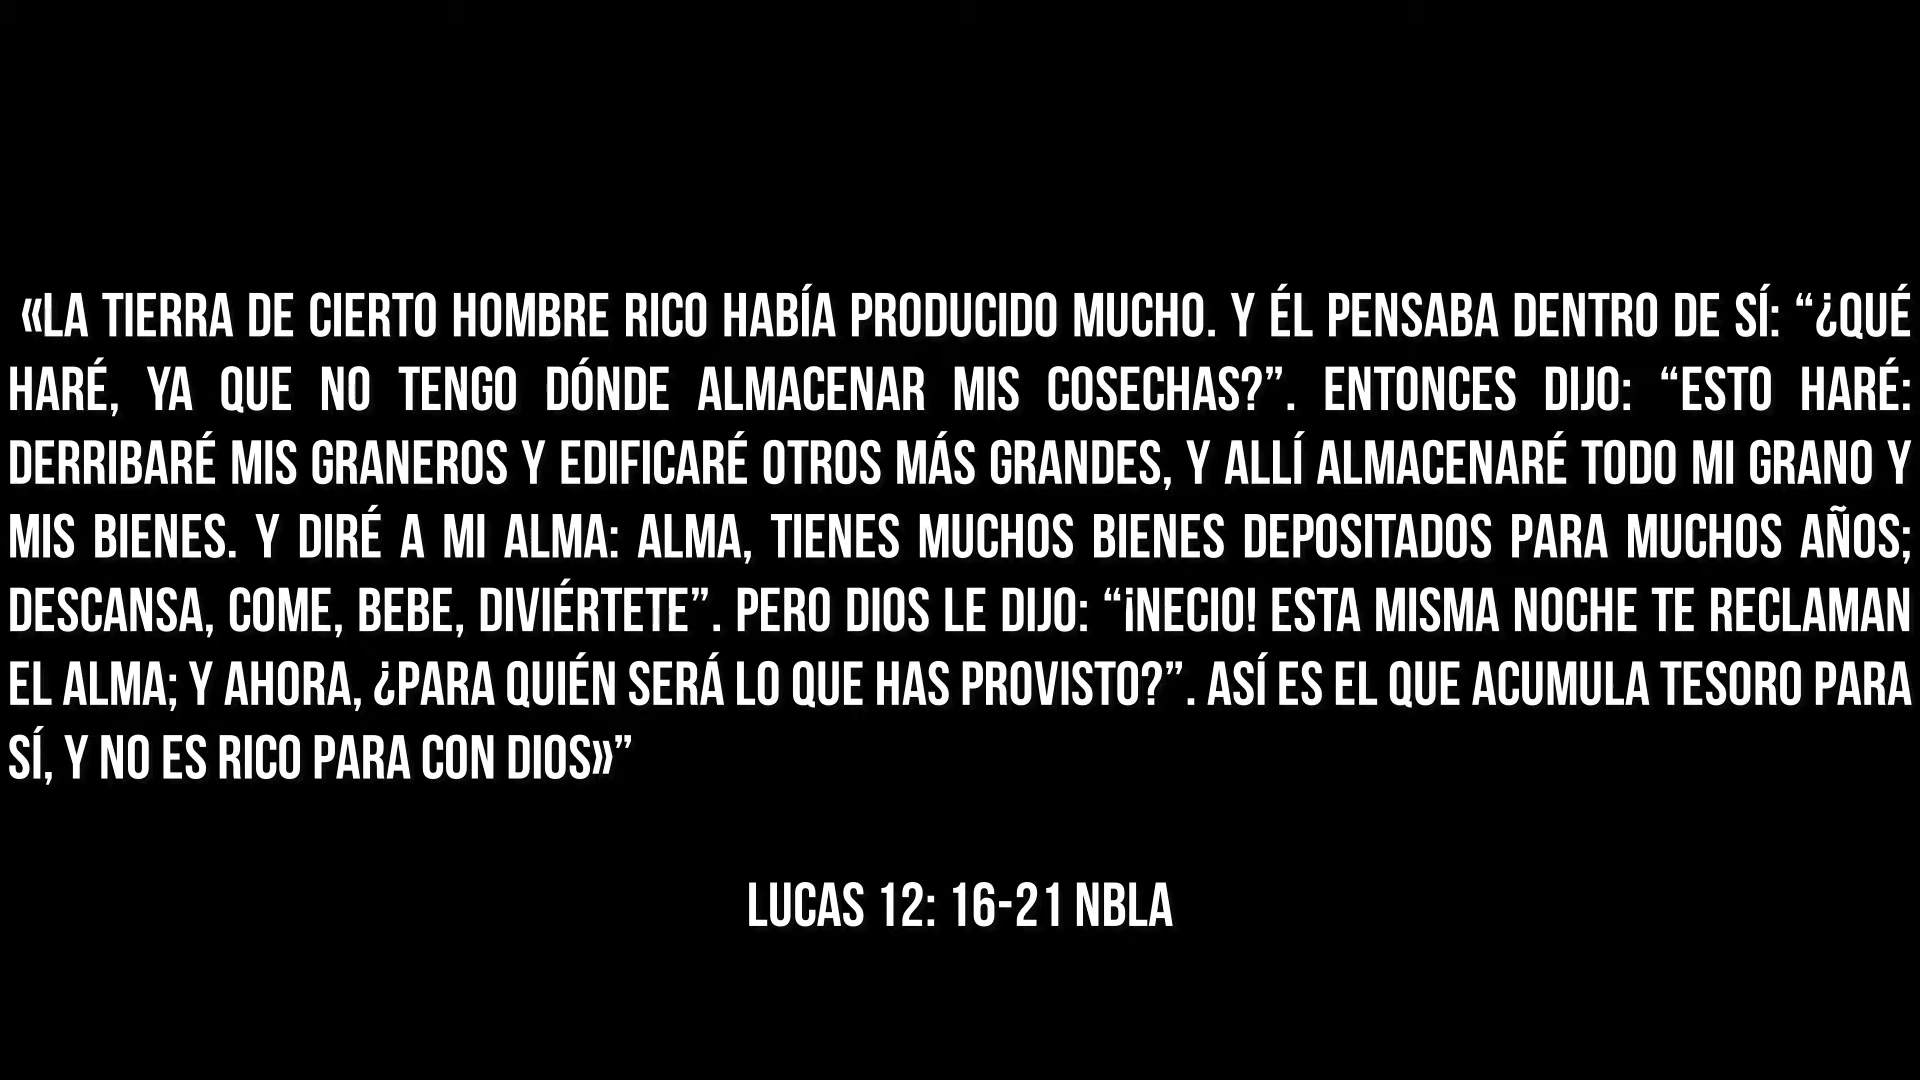 «LA TIERRA DE CIERTO HOMBRE RICO HABÍA PRODUCIDO MUCHO. Y ÉL PENSABA DENTRO DE SÍ: “¿QUÉ
HARÉ, YA QUE NO TENGO DÓNDE ALMACENAR MIS COSECHAS?”. ENTONCES DIJO: “ESTO HARÉ:
DERRIBARÉ MIS GRANEROS Y EDIFICARÉ OTROS MÁS GRANDES, Y ALLÍ ALMACENARÉ TODO MI GRANO Y
MIS BIENES. Y DIRÉ A MI ALMA: ALMA, TIENES MUCHOS BIENES DEPOSITADOS PARA MUCHOS AÑOS;
DESCANSA, COME, BEBE, DIVIÉRTETE”. PERO DIOS LE DIJO: “¡NECIO! ESTA MISMA NOCHE TE RECLAMAN
EL ALMA; Y AHORA, ¿PARA QUIÉN SERÁ LO QUE HAS PROVISTO?”. ASÍ ES EL QUE ACUMULA TESORO PARA
SÍ, Y NO ES RICO PARA CON DIOS»”
LUCAS 12: 16-21 NBLA